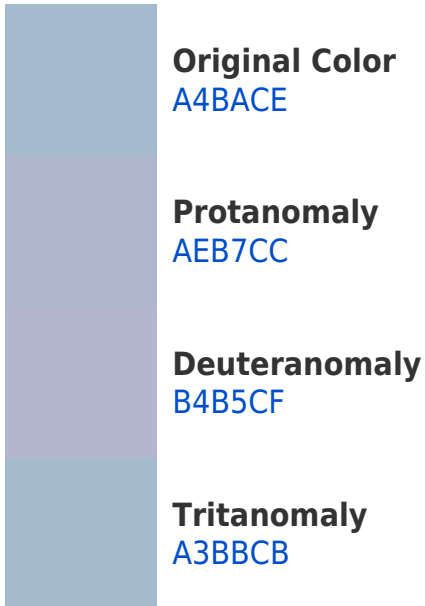 Original Color
A4BACE
Protanomaly
AEB7CC
Deuteranomaly
B4B5CF
Tritanomaly
A3BBCB